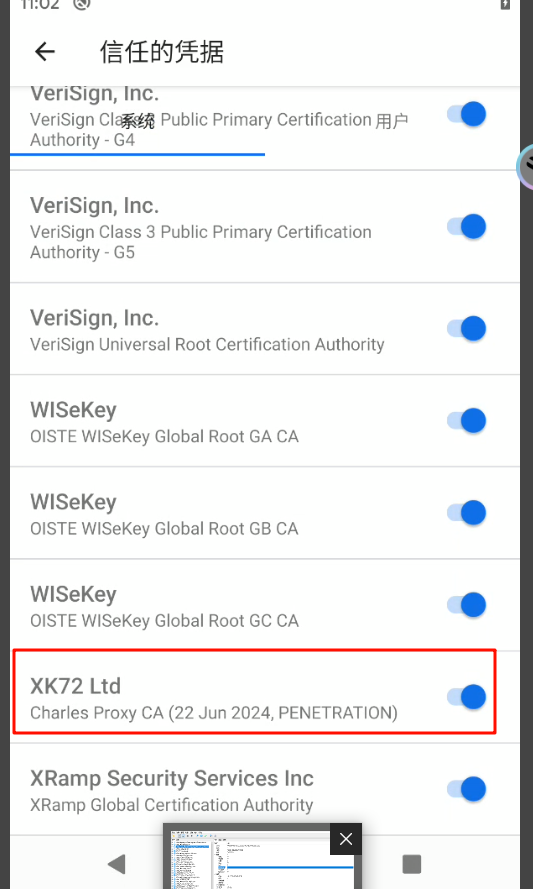 11:02
信任的凭据
VeriSign, Inc.
VeriSign Class 3 Public Primary Certification
Authority - G4
系统
用户
VeriSign, Inc.
VeriSign Class 3 Public Primary Certification
Authority - G5
VeriSign, Inc.
VeriSign Universal Root Certification Authority
WISeKey
OISTE WISeKey Global Root GA CA
WISeKey
OISTE WISeKey Global Root GB CA
WISeKey
OISTE WISeKey Global Root GC CA
XK72 Ltd
Charles Proxy CA (22 Jun 2024, PENETRATION)
XRamp Security Services Inc
XRamp Global Certification Authority